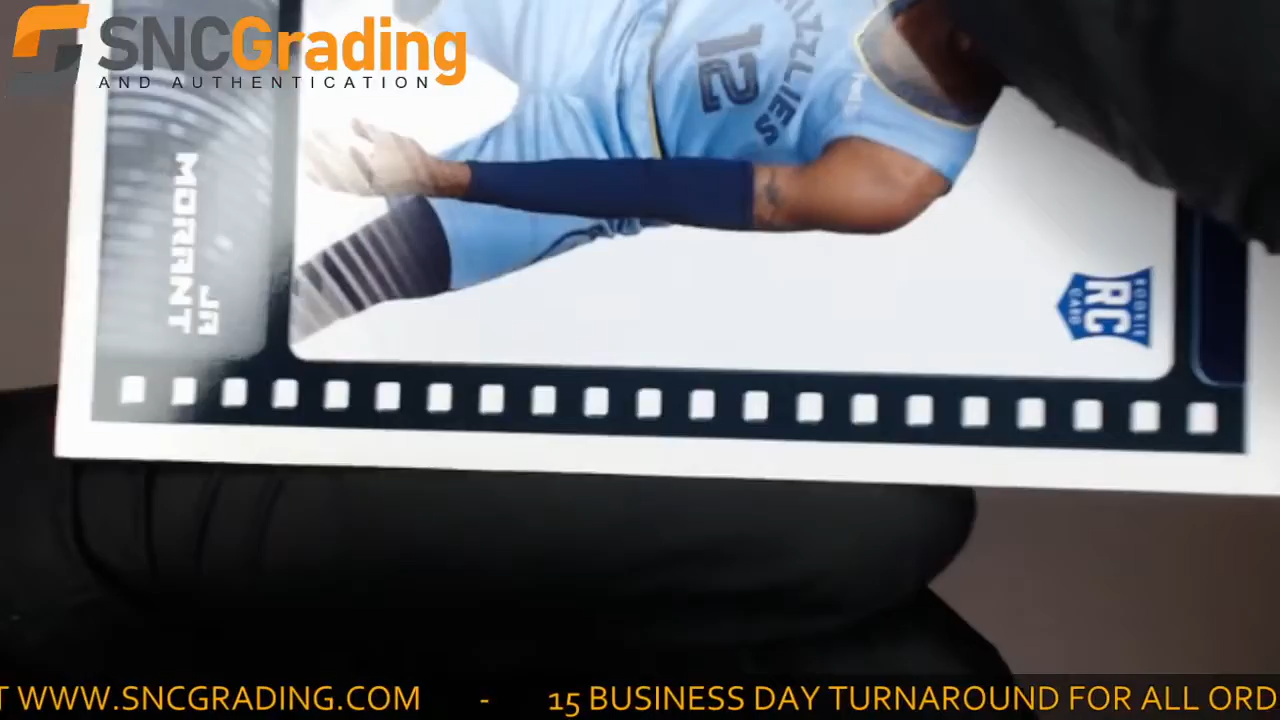 SNCGrading
AND AUTHENTICATION
12
JA
MORANT
ROOKIE
RC
CARD
T WWW.SNCGRADING.COM - 15 BUSINESS DAY TURNAROUND FOR ALL ORD